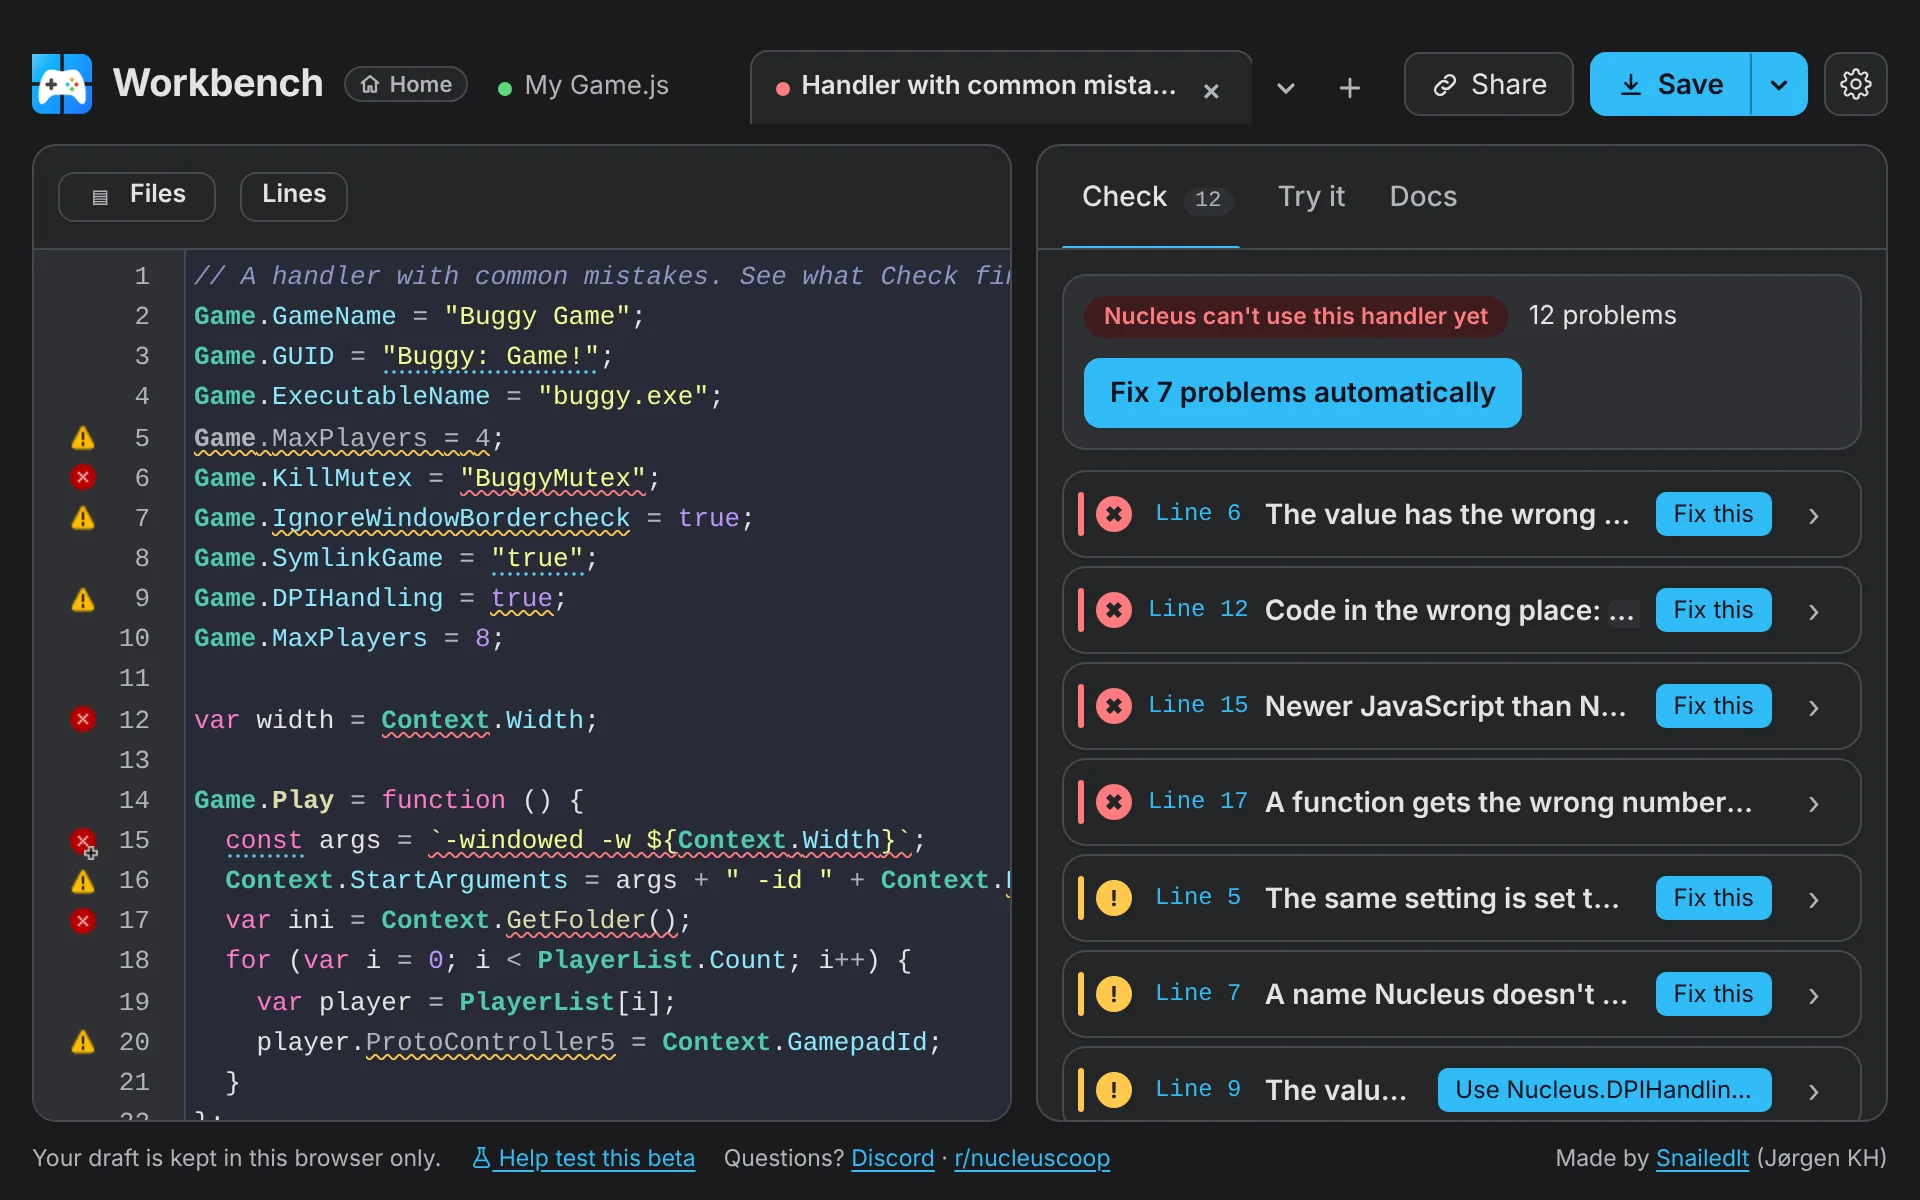 Workbench
Home
My Game.js
Handler with common mista...
Share
Save
Files
Lines
1 // A handler with common mistakes. See what Check fi
2 Game.GameName = "Buggy Game";
3 Game.GUID = "Buggy: Game!";
4 Game.ExecutableName = "buggy.exe";
5 Game.MaxPlayers = 4;
6 Game.KillMutex = "BuggyMutex";
7 Game.IgnoreWindowBordercheck = true;
8 Game.SymlinkGame = "true";
9 Game.DPIHandling = true;
10 Game.MaxPlayers = 8;
11
12 var width = Context.Width;
13
14 Game.Play = function () {
15   const args = `-windowed -w ${Context.Width}`;
16   Context.StartArguments = args + " -id " + Context.
17   var ini = Context.GetFolder();
18   for (var i = 0; i < PlayerList.Count; i++) {
19     var player = PlayerList[i];
20     player.ProtoController5 = Context.GamepadId;
21   }
22 };
Check 12
Try it
Docs
Nucleus can't use this handler yet 12 problems
Fix 7 problems automatically
Line 6 The value has the wrong ... Fix this
Line 12 Code in the wrong place: ... Fix this
Line 15 Newer JavaScript than N... Fix this
Line 17 A function gets the wrong number...
Line 5 The same setting is set t... Fix this
Line 7 A name Nucleus doesn't ... Fix this
Line 9 The valu... Use Nucleus.DPIHandlin...
Your draft is kept in this browser only.
Help test this beta
Questions? Discord · r/nucleuscoop
Made by SnailedIt (Jørgen KH)